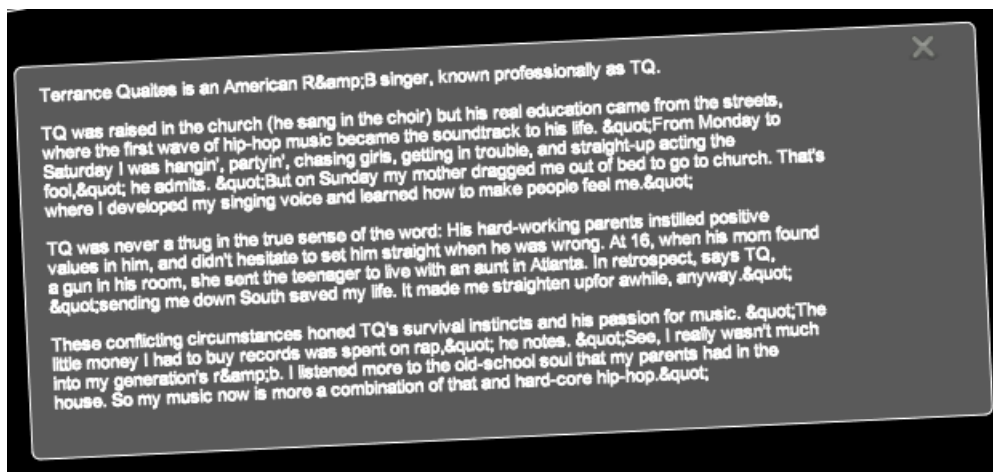 Terrance Quaites is an American R&amp;B singer, known professionally as TQ.
TQ was raised in the church (he sang in the choir) but his real education came from the streets,
where the first wave of hip-hop music became the soundtrack to his life. &quot;From Monday to
Saturday I was hangin', partyin', chasing girls, getting in trouble, and straight-up acting the
fool,&quot; he admits. &quot;But on Sunday my mother dragged me out of bed to go to church. That's
where I developed my singing voice and learned how to make people feel me.&quot;
TQ was never a thug in the true sense of the word: His hard-working parents instilled positive
values in him, and didn't hesitate to set him straight when he was wrong. At 16, when his mom found
a gun in his room, she sent the teenager to live with an aunt in Atlanta. In retrospect, says TQ,
&quot;sending me down South saved my life. It made me straighten upfor awhile, anyway.&quot;
These conflicting circumstances honed TQ's survival instincts and his passion for music. &quot;The
little money I had to buy records was spent on rap,&quot; he notes. &quot;See, I really wasn't much
into my generation's r&amp;b. I listened more to the old-school soul that my parents had in the
house. So my music now is more a combination of that and hard-core hip-hop.&quot;